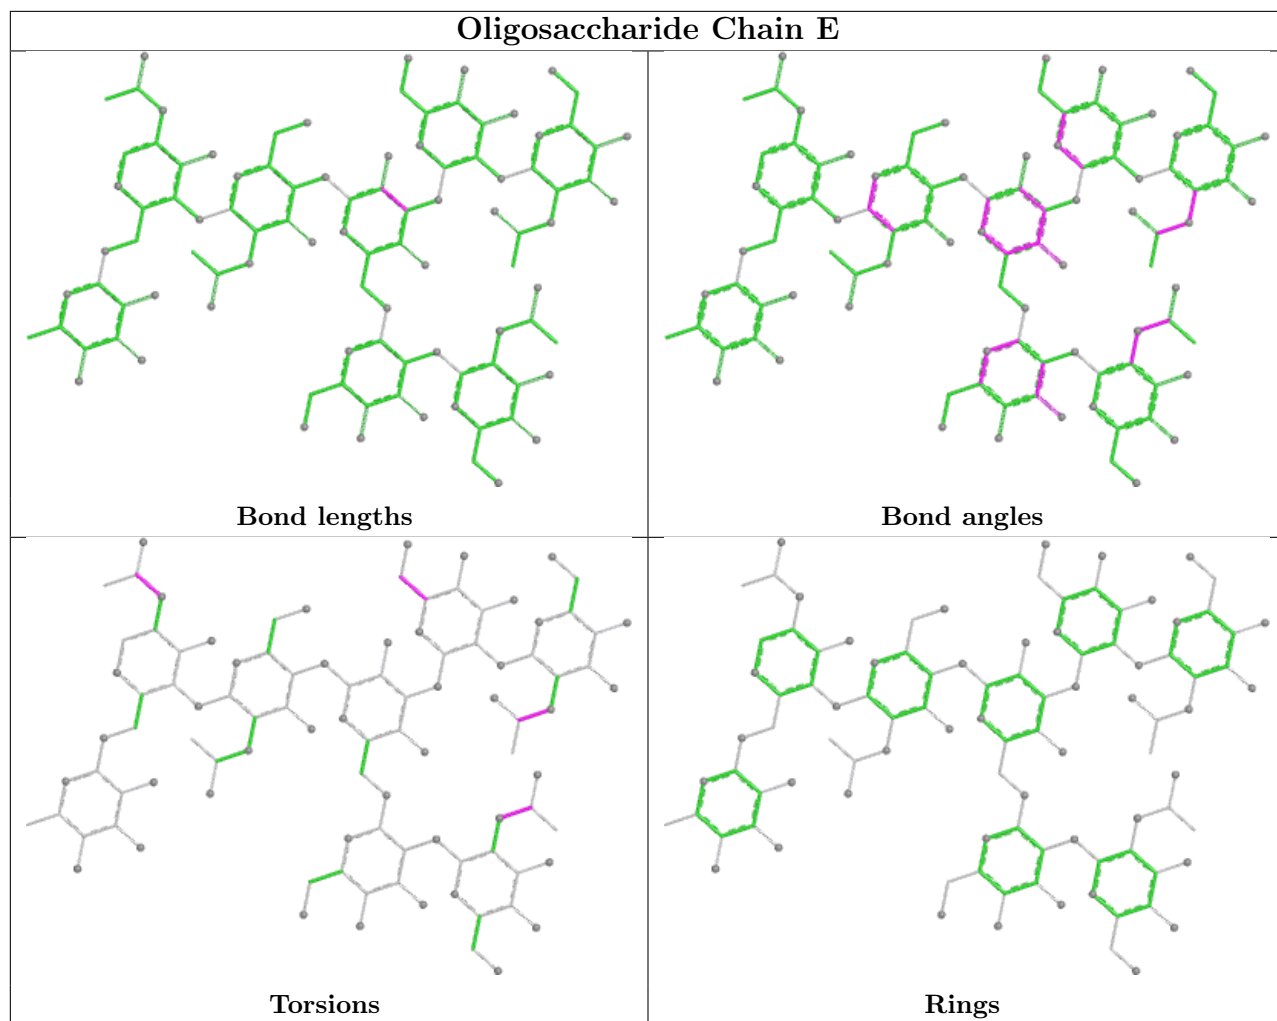 Oligosaccharide Chain E
Bond lengths
Bond angles
Torsions
Rings